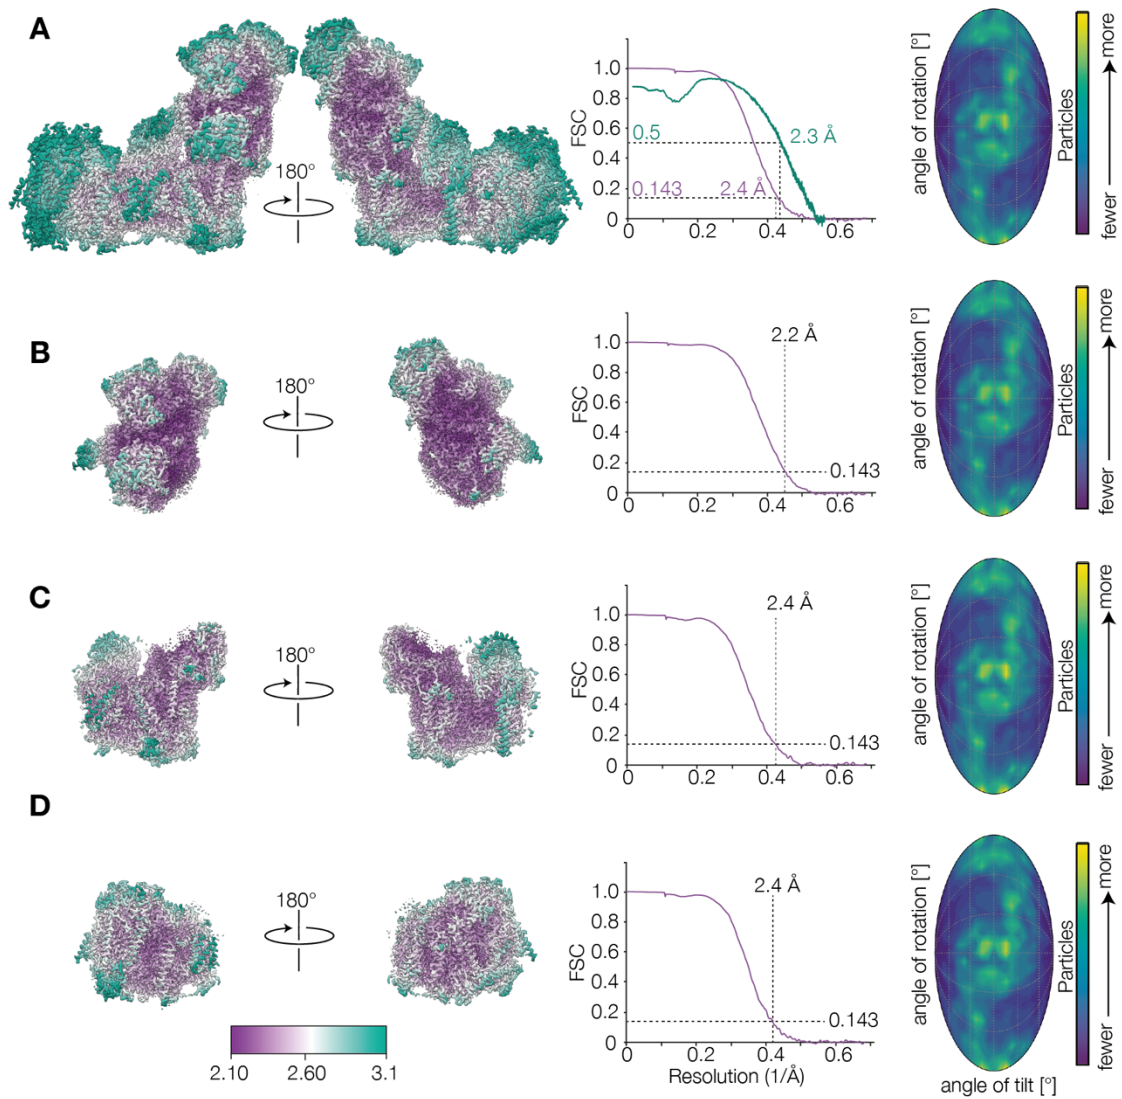 A
180°
FSC
1.0
0.8
0.6
0.4
0.2
0
0.5
2.3 Å
0.143
2.4 Å
0
0.2
0.4
0.6
angle of rotation [°]
Particles
fewer
more
B
180°
FSC
1.0
0.8
0.6
0.4
0.2
0
2.2 Å
0.143
0
0.2
0.4
0.6
angle of rotation [°]
Particles
fewer
more
C
180°
FSC
1.0
0.8
0.6
0.4
0.2
0
2.4 Å
0.143
0
0.2
0.4
0.6
angle of rotation [°]
Particles
fewer
more
D
180°
FSC
1.0
0.8
0.6
0.4
0.2
0
2.4 Å
0.143
0
0.2
0.4
0.6
Resolution (1/Å)
angle of rotation [°]
Particles
fewer
more
angle of tilt [°]
2.10
2.60
3.1